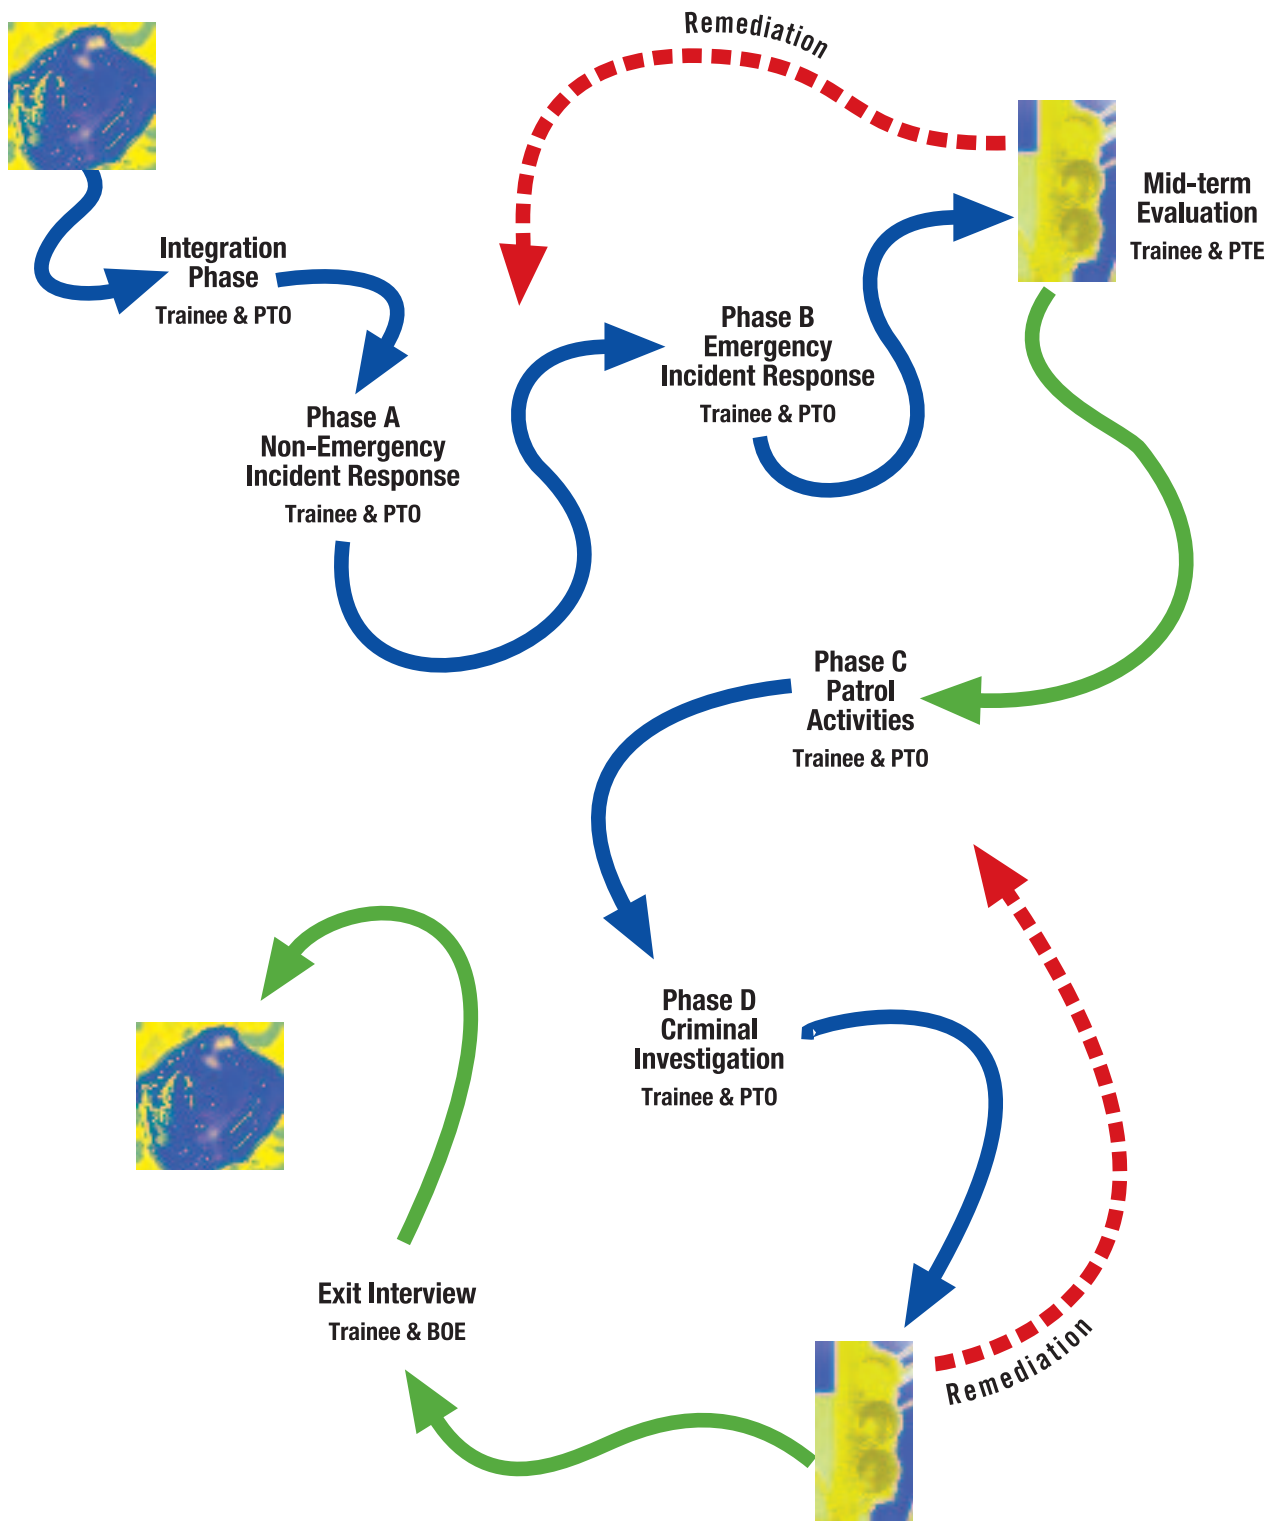 Remediation
Mid-term
Evaluation
Trainee & PTE
Integration
Phase
Trainee & PTO
Phase B
Emergency
Incident Response
Trainee & PTO
Phase A
Non-Emergency
Incident Response
Trainee & PTO
Phase C
Patrol
Activities
Trainee & PTO
Phase D
Criminal
Investigation
Trainee & PTO
Exit Interview
Trainee & BOE
Remediation